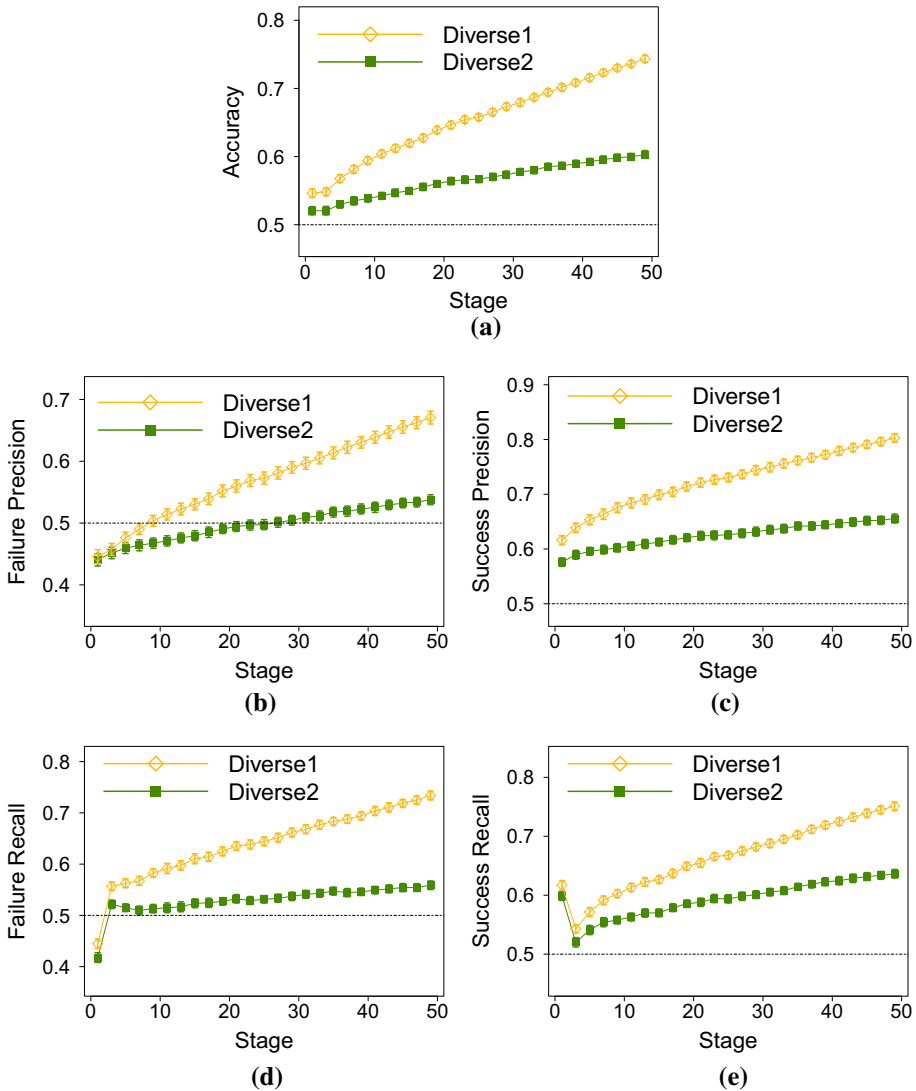 Diverse1
Diverse2
Accuracy
0.8
0.7
0.6
0.5
0 10 20 30 40 50
Stage
(a)
Diverse1
Diverse2
Failure Precision
0.7
0.6
0.5
0.4
0 10 20 30 40 50
Stage
(b)
Diverse1
Diverse2
Success Precision
0.9
0.8
0.7
0.6
0.5
0 10 20 30 40 50
Stage
(c)
Diverse1
Diverse2
Failure Recall
0.8
0.7
0.6
0.5
0.4
0 10 20 30 40 50
Stage
(d)
Diverse1
Diverse2
Success Recall
0.8
0.7
0.6
0.5
0 10 20 30 40 50
Stage
(e)